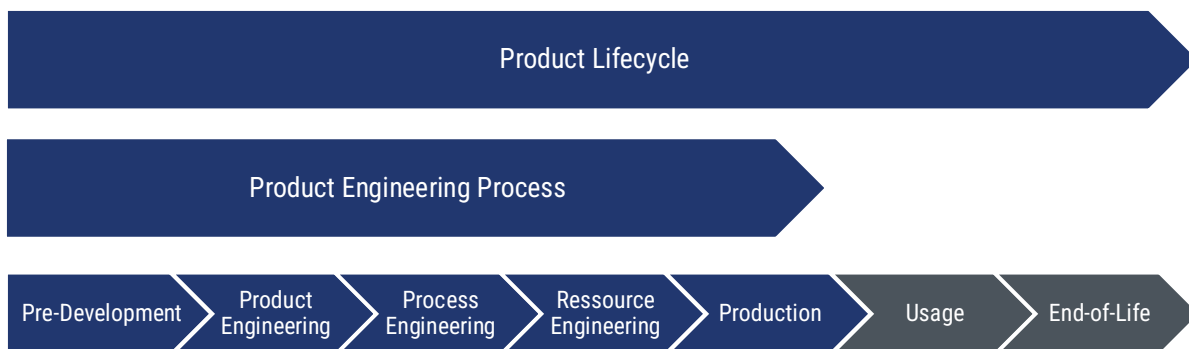 Product Lifecycle
Product Engineering Process
Pre-Development
Product
Engineering
Process
Engineering
Ressource
Engineering
Production
Usage
End-of-Life